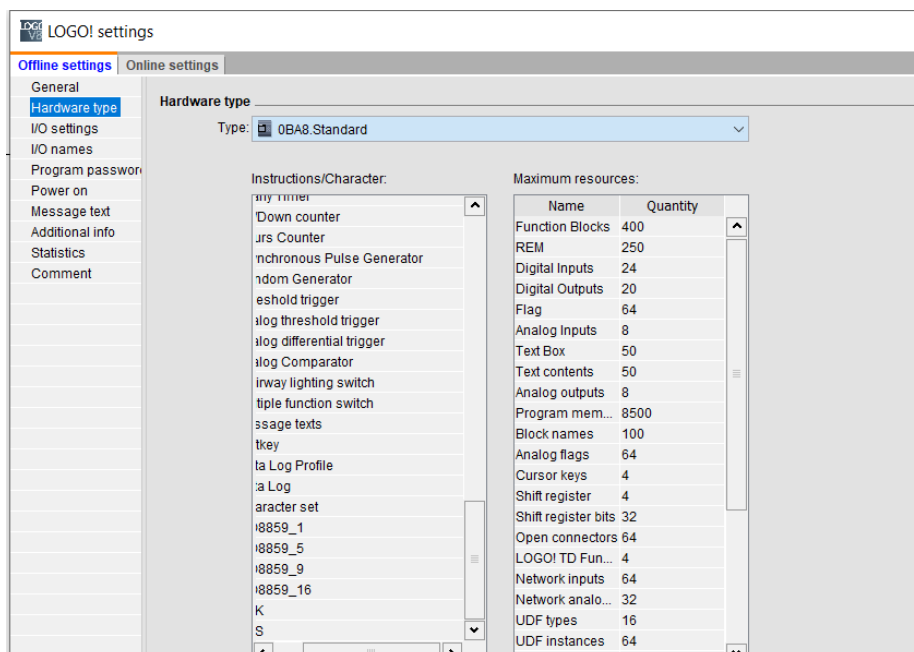 LOGO! settings
Offline settings
Online settings
General
Hardware type
I/O settings
I/O names
Program passwor
Power on
Message text
Additional info
Statistics
Comment
Hardware type
Type: 0BA8.Standard
Instructions/Character:
Timer
/Down counter
urs Counter
nchronous Pulse Generator
ndom Generator
eshold trigger
alog threshold trigger
alog differential trigger
alog Comparator
irway lighting switch
tiple function switch
ssage texts
tkey
ta Log Profile
ta Log
aracter set
8859_1
8859_5
8859_9
8859_16
K
S
Maximum resources:
Name Quantity
Function Blocks 400
REM 250
Digital Inputs 24
Digital Outputs 20
Flag 64
Analog Inputs 8
Text Box 50
Text contents 50
Analog outputs 8
Program mem... 8500
Block names 100
Analog flags 64
Cursor keys 4
Shift register 4
Shift register bits 32
Open connectors 64
LOGO! TD Fun... 4
Network inputs 64
Network analo... 32
UDF types 16
UDF instances 64